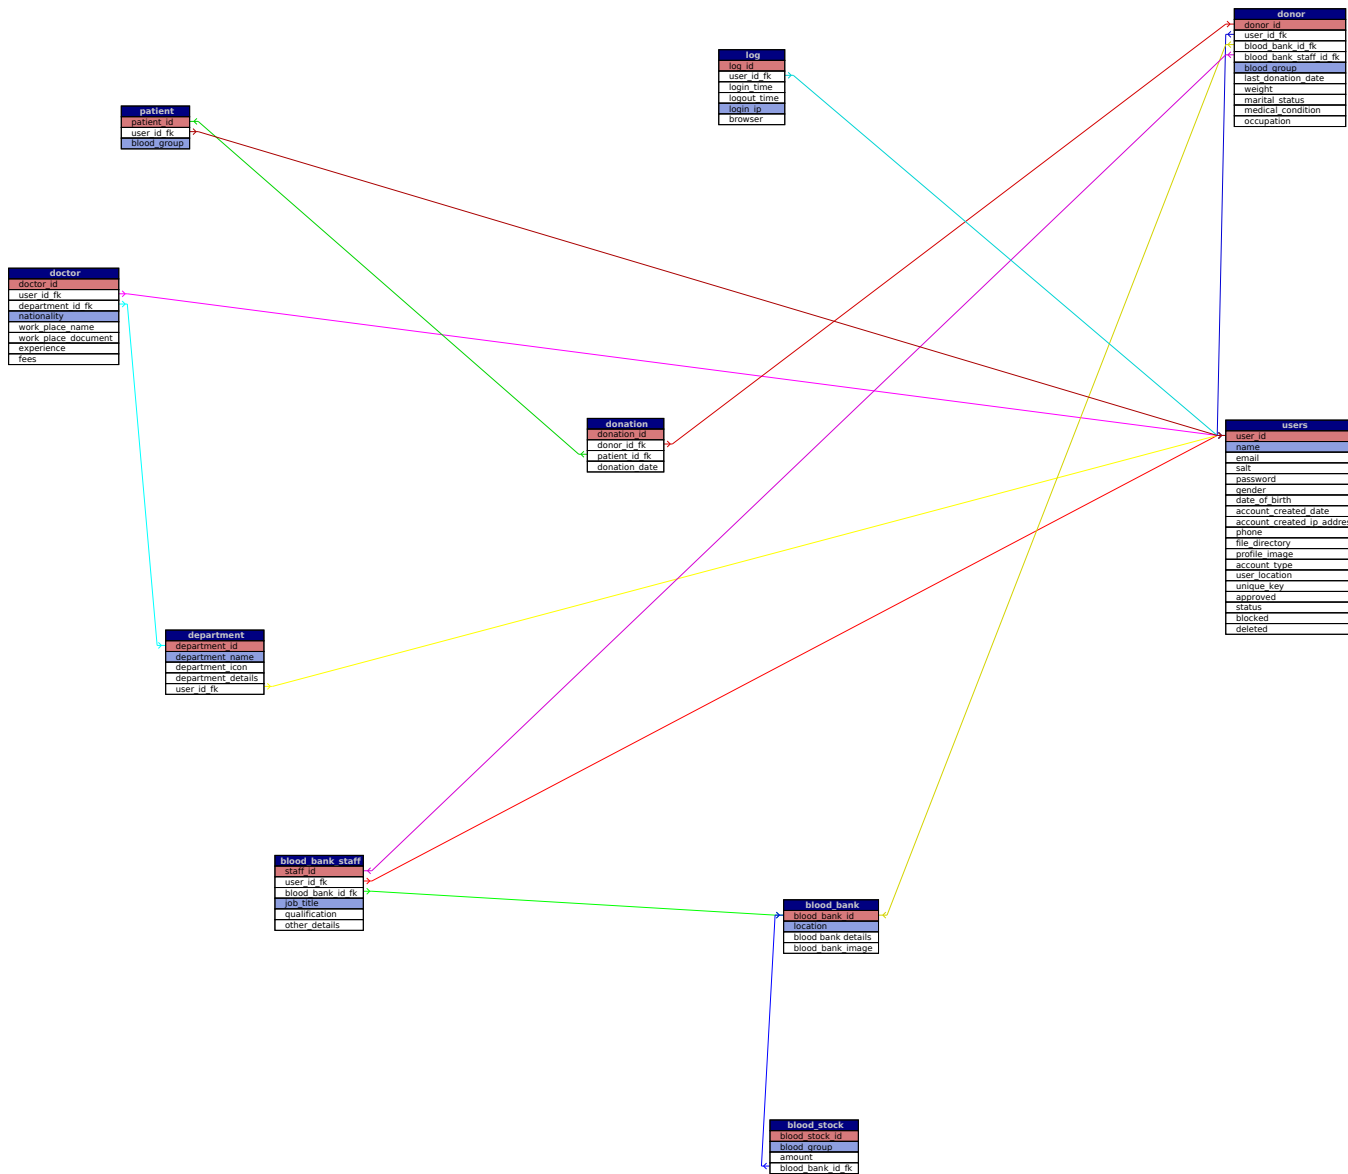 donor
donor_id
user_id_fk
blood_bank_id_fk
blood_bank_staff_id_fk
blood_group
last_donation_date
weight
marital_status
medical_condition
occupation
log
log_id
user_id_fk
login_time
logout_time
login_ip
browser
patient
patient_id
user_id_fk
blood_group
doctor
doctor_id
user_id_fk
department_id_fk
nationality
work_place_name
work_place_document
experience
fees
donation
donation_id
donor_id_fk
patient_id_fk
donation_date
users
user_id
name
email
salt
password
gender
date_of_birth
account_created_date
account_created_ip_addres
phone
file_directory
profile_image
account_type
user_location
unique_key
approved
status
blocked
deleted
department
department_id
department_name
department_icon
department_details
user_id_fk
blood_bank_staff
staff_id
user_id_fk
blood_bank_id_fk
job_title
qualification
other_details
blood_bank
blood_bank_id
location
blood bank details
blood_bank_image
blood_stock
blood_stock_id
blood_group
amount
blood_bank_id_fk